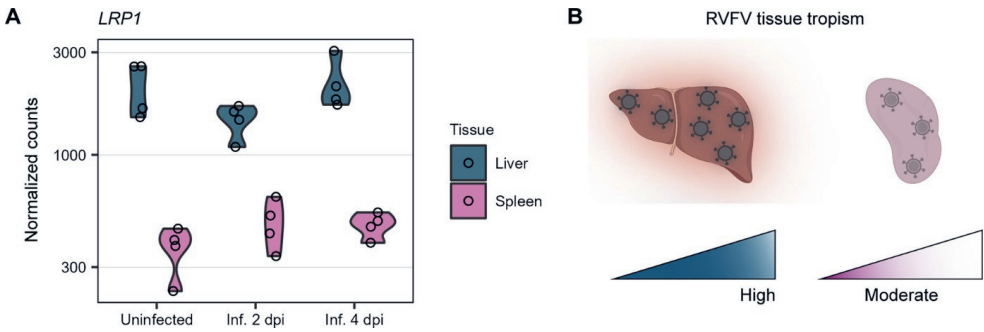 A
LRP1
3000
1000
300
Normalized counts
Uninfected
Inf. 2 dpi
Inf. 4 dpi
Tissue
Liver
Spleen
B
RVFV tissue tropism
High
Moderate